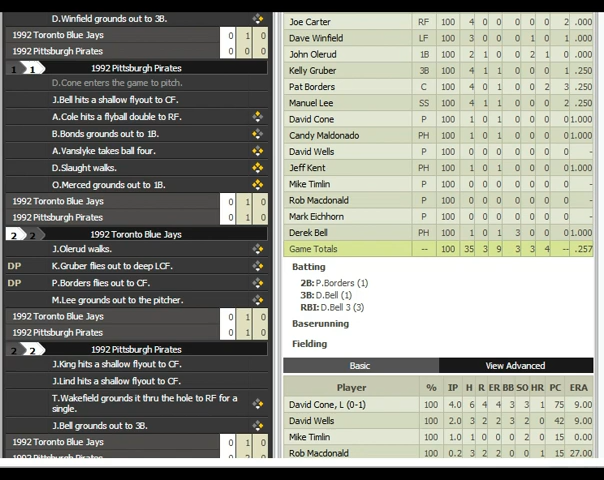 D.Winfield grounds out to 3B.
1992 Toronto Blue Jays 0 1 0
1992 Pittsburgh Pirates 0 0 0
1 1 1992 Pittsburgh Pirates
D.Cone enters the game to pitch.
J.Bell hits a shallow flyout to CF.
A.Cole hits a flyball double to RF.
B.Bonds grounds out to 1B.
A.Vanslyke takes ball four.
D.Slaught walks.
O.Merced grounds out to 1B.
1992 Toronto Blue Jays 0 1 0
1992 Pittsburgh Pirates 0 1 0
2 2 1992 Toronto Blue Jays
J.Olerud walks.
DP K.Gruber flies out to deep LCF.
DP P.Borders flies out to CF.
M.Lee grounds out to the pitcher.
1992 Toronto Blue Jays 0 1 0
1992 Pittsburgh Pirates 0 1 0
2 2 1992 Pittsburgh Pirates
J.King hits a shallow flyout to CF.
J.Lind hits a shallow flyout to CF.
T.Wakefield grounds it thru the hole to RF for a
single.
J.Bell grounds out to 3B.
1992 Toronto Blue Jays 0 1 0
1992 Pittsburgh Pirates
Joe Carter RF 100 4 0 0 0 0 0 2 .000
Dave Winfield LF 100 3 0 0 0 1 0 1 .000
John Olerud 1B 100 2 1 0 0 2 1 0 .000
Kelly Gruber 3B 100 4 1 1 0 0 0 1 .250
Pat Borders C 100 4 0 1 0 0 2 3 .250
Manuel Lee SS 100 4 1 1 0 0 0 2 .250
David Cone P 100 1 0 0 0 0 0 1.000
Candy Maldonado PH 100 1 0 1 0 0 0 1.000
David Wells P 100 0 0 0 0 0 0 0 -
Jeff Kent PH 100 1 0 1 0 0 0 1.000
Mike Timlin P 100 0 0 0 0 0 0 0 -
Rob Macdonald P 100 0 0 0 0 0 0 0 -
Mark Eichhorn P 100 0 0 0 0 0 0 0 -
Derek Bell PH 100 1 0 1 3 0 0 0 1.000
Game Totals -- 100 35 3 9 3 3 4 -- .257
Batting
2B: P.Borders (1)
3B: D.Bell (1)
RBI: D.Bell 3 (3)
Baserunning
Fielding
Basic View Advanced
Player % IP H R ER BB SO HR PC ERA
David Cone, L (0-1) 100 4.0 6 4 4 3 3 1 75 9.00
David Wells 100 2.0 3 2 2 3 2 0 42 9.00
Mike Timlin 100 1.0 1 0 0 0 2 0 15 0.00
Rob Macdonald 100 0.2 3 2 2 0 0 1 15 27.00